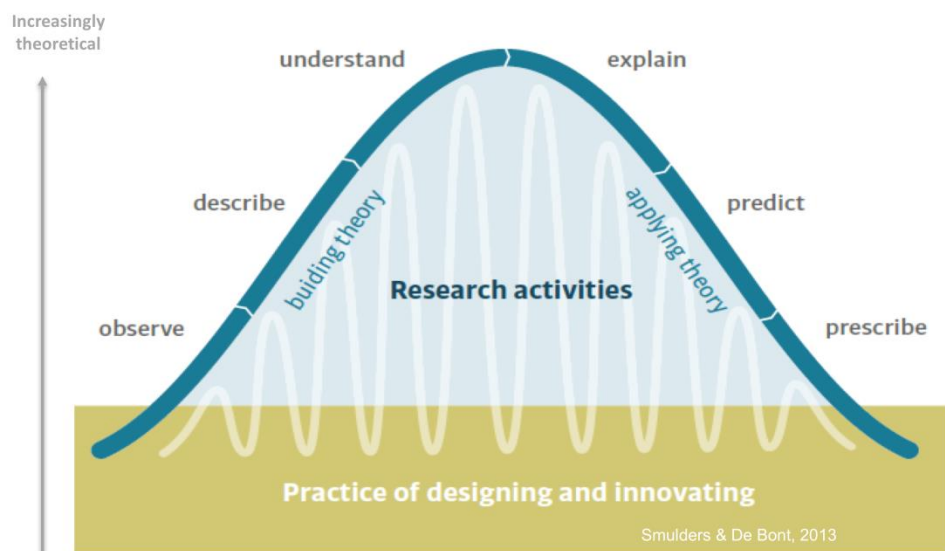 Increasingly
theoretical
understand
explain
describe
predict
buiding theory
applying theory
Research activities
observe
prescribe
Practice of designing and innovating
Smulders & De Bont, 2013